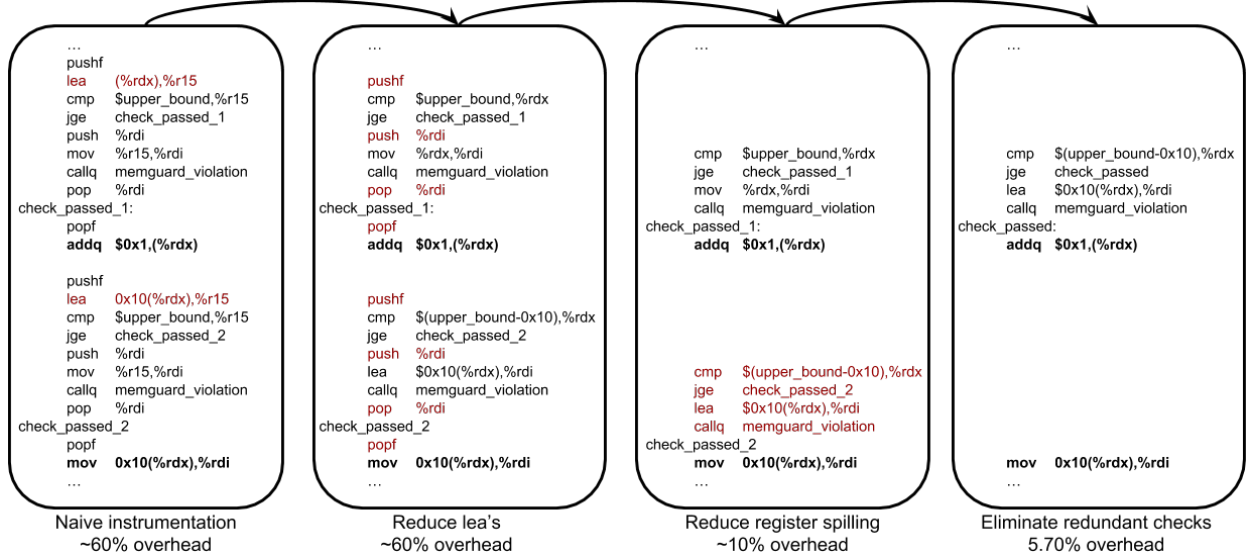 …
pushf
lea (%rdx),%r15
cmp $upper_bound,%r15
jge check_passed_1
push %rdi
mov %r15,%rdi
callq memguard_violation
pop %rdi
check_passed_1:
popf
addq $0x1,(%rdx)
pushf
lea 0x10(%rdx),%r15
cmp $upper_bound,%r15
jge check_passed_2
push %rdi
mov %r15,%rdi
callq memguard_violation
pop %rdi
check_passed_2
popf
mov 0x10(%rdx),%rdi
…
Naive instrumentation
~60% overhead
…
pushf
cmp $upper_bound,%rdx
jge check_passed_1
push %rdi
mov %rdx,%rdi
callq memguard_violation
pop %rdi
check_passed_1:
popf
addq $0x1,(%rdx)
pushf
cmp $(upper_bound-0x10),%rdx
jge check_passed_2
push %rdi
lea $0x10(%rdx),%rdi
callq memguard_violation
pop %rdi
check_passed_2
popf
mov 0x10(%rdx),%rdi
…
Reduce lea's
~60% overhead
…
cmp $upper_bound,%rdx
jge check_passed_1
mov %rdx,%rdi
callq memguard_violation
check_passed_1:
addq $0x1,(%rdx)
cmp $(upper_bound-0x10),%rdx
jge check_passed_2
lea $0x10(%rdx),%rdi
callq memguard_violation
check_passed_2
mov 0x10(%rdx),%rdi
…
Reduce register spilling
~10% overhead
…
cmp $(upper_bound-0x10),%rdx
jge check_passed
lea $0x10(%rdx),%rdi
callq memguard_violation
check_passed:
addq $0x1,(%rdx)
mov 0x10(%rdx),%rdi
…
Eliminate redundant checks
5.70% overhead